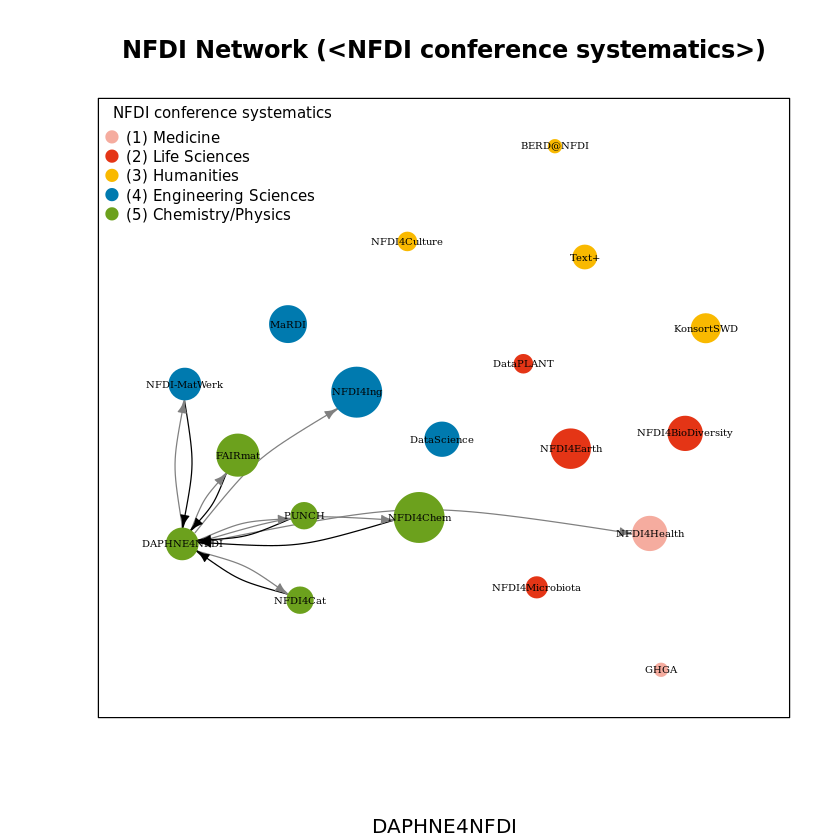 NFDI Network (<NFDI conference systematics>)
NFDI conference systematics
(1) Medicine
(2) Life Sciences
(3) Humanities
(4) Engineering Sciences
(5) Chemistry/Physics
BERD@NFDI
NFDI4Culture
Text+
MaRDI
KonsortSWD
DataPLANT
NFDI-MatWerk
NFDI4Ing
NFDI4BioDiversity
DataScience
NFDI4Earth
FAIRmat
PUNCH
NFDI4Chem
NFDI4Health
DAPHNE4NFDI
NFDI4Microbiota
NFDI4Cat
GHGA
DAPHNE4NFDI